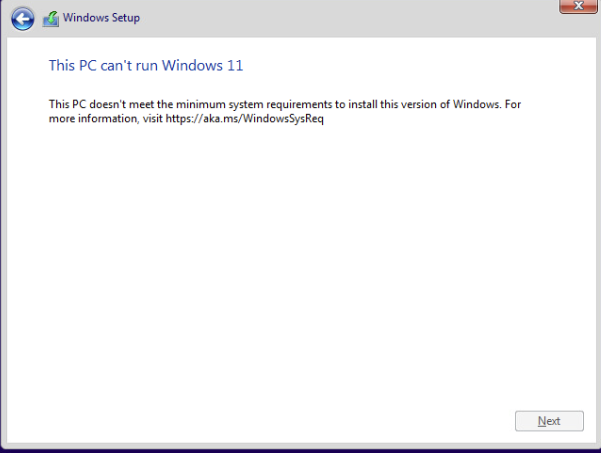 Windows Setup
This PC can't run Windows 11
This PC doesn't meet the minimum system requirements to install this version of Windows. For
more information, visit https://aka.ms/WindowsSysReq
Next